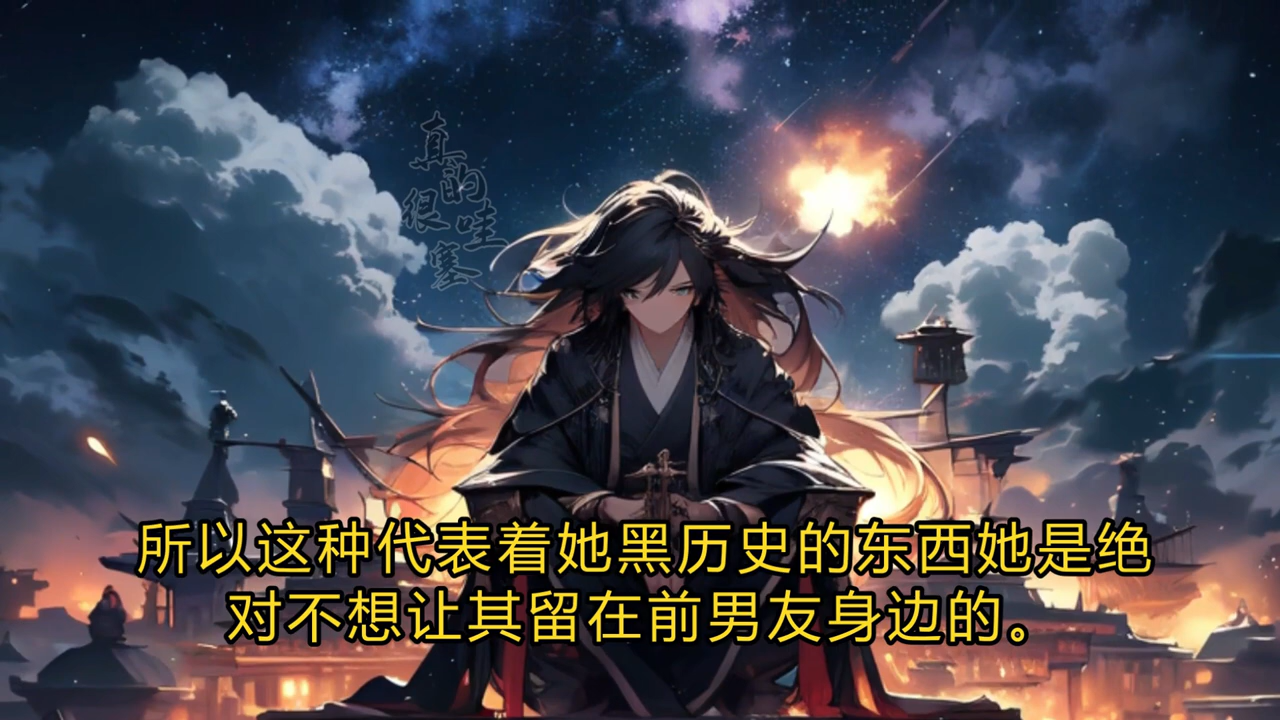 真的
很哇
塞
所以这种代表着她黑历史的东西她是绝
对不想让其留在前男友身边的。